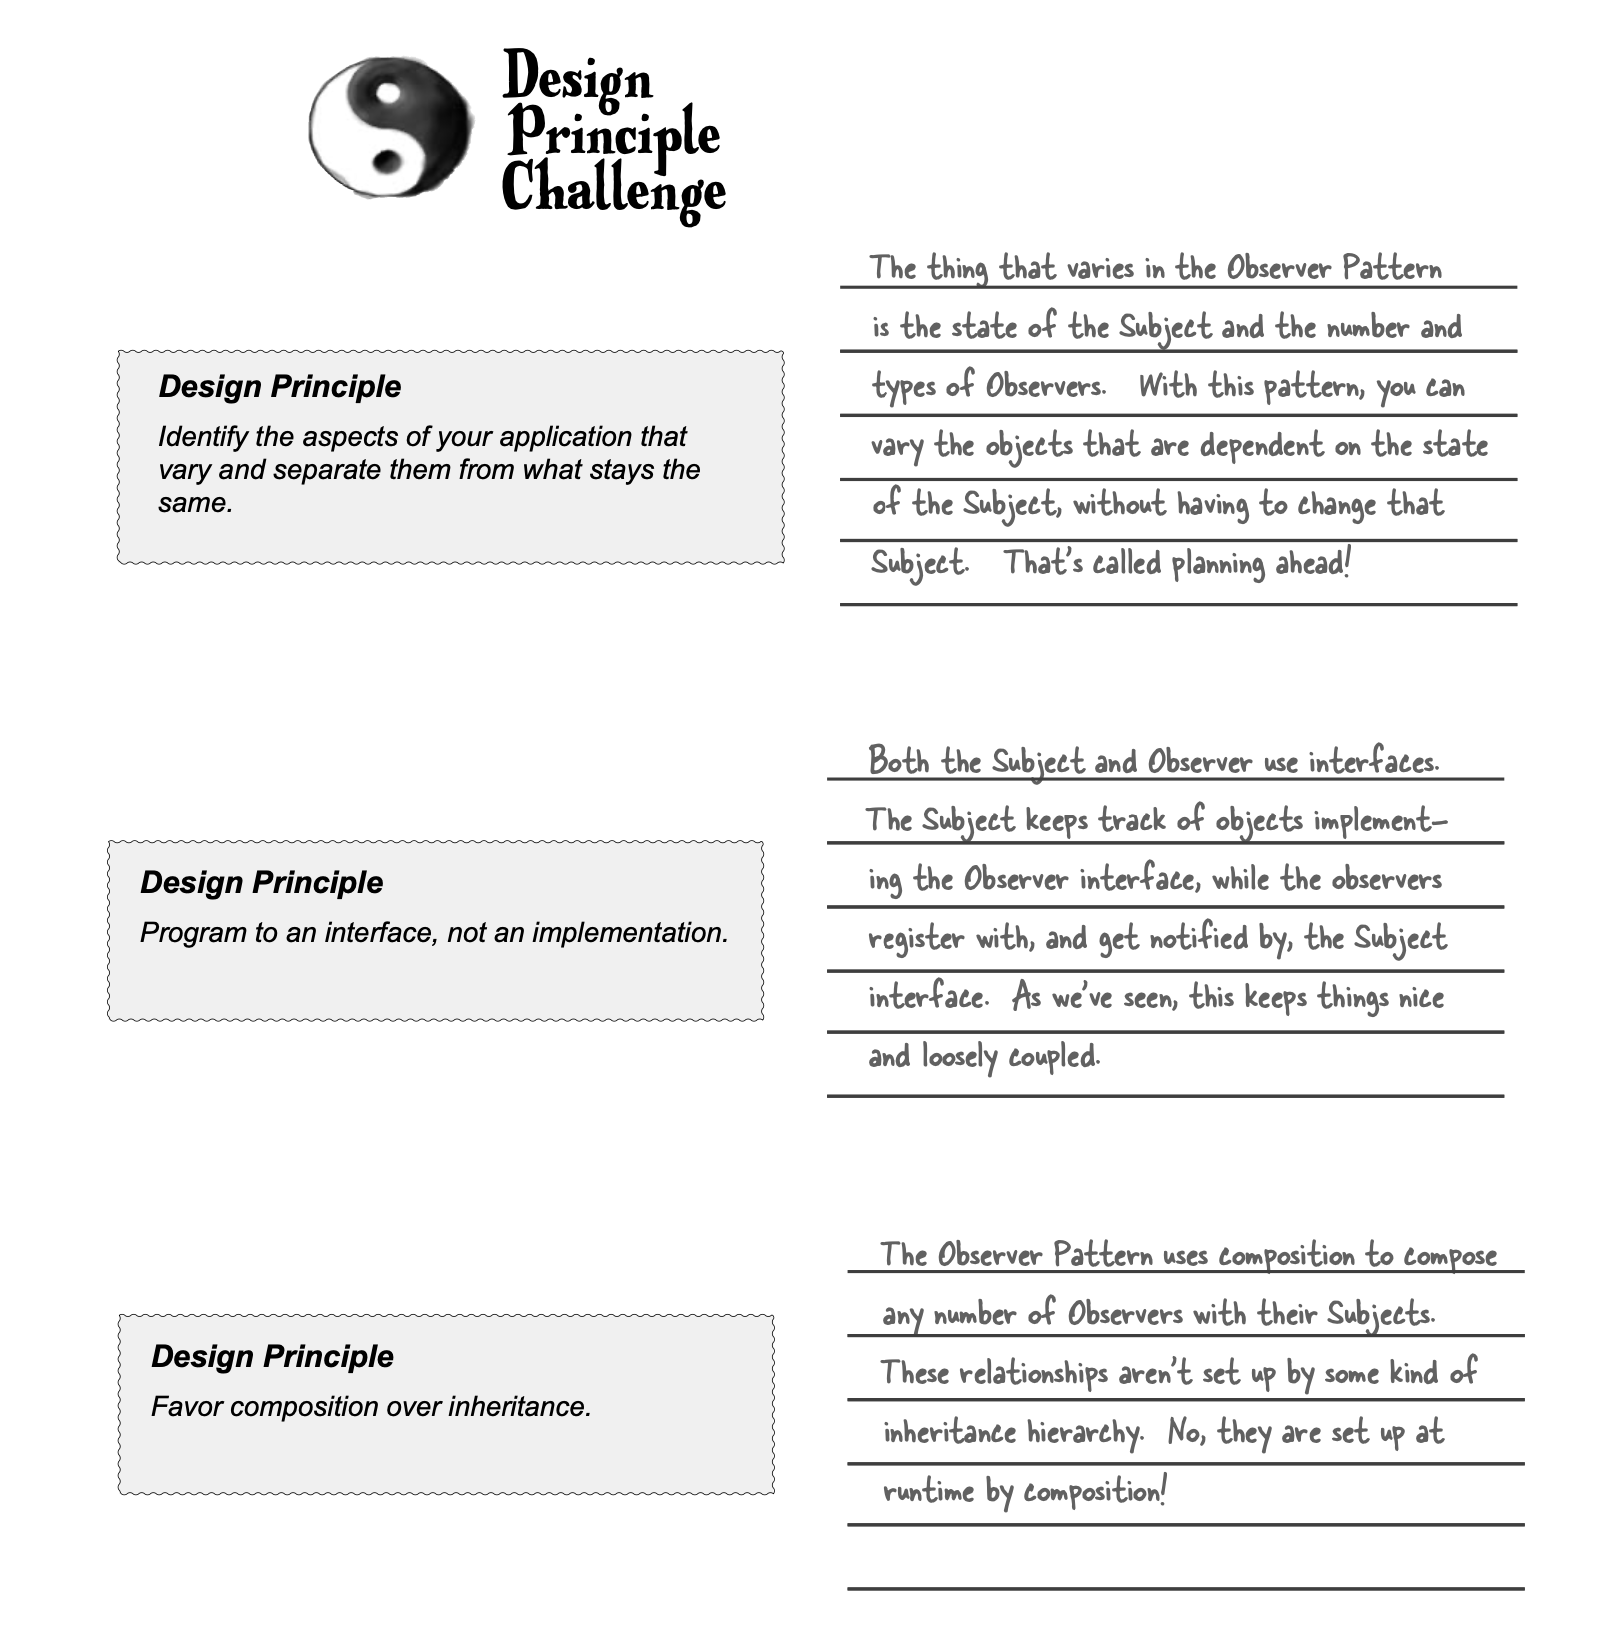 Design
Principle
Challenge
Design Principle
Identify the aspects of your application that
vary and separate them from what stays the
same.
The thing that varies in the Observer Pattern
is the state of the Subject and the number and
types of Observers. With this pattern, you can
vary the objects that are dependent on the state
of the Subject, without having to change that
Subject. That's called planning ahead!
Design Principle
Program to an interface, not an implementation.
Both the Subject and Observer use interfaces.
The Subject keeps track of objects implement-
ing the Observer interface, while the observers
register with, and get notified by, the Subject
interface. As we've seen, this keeps things nice
and loosely coupled.
Design Principle
Favor composition over inheritance.
The Observer Pattern uses composition to compose
any number of Observers with their Subjects.
These relationships aren't set up by some kind of
inheritance hierarchy. No, they are set up at
runtime by composition!